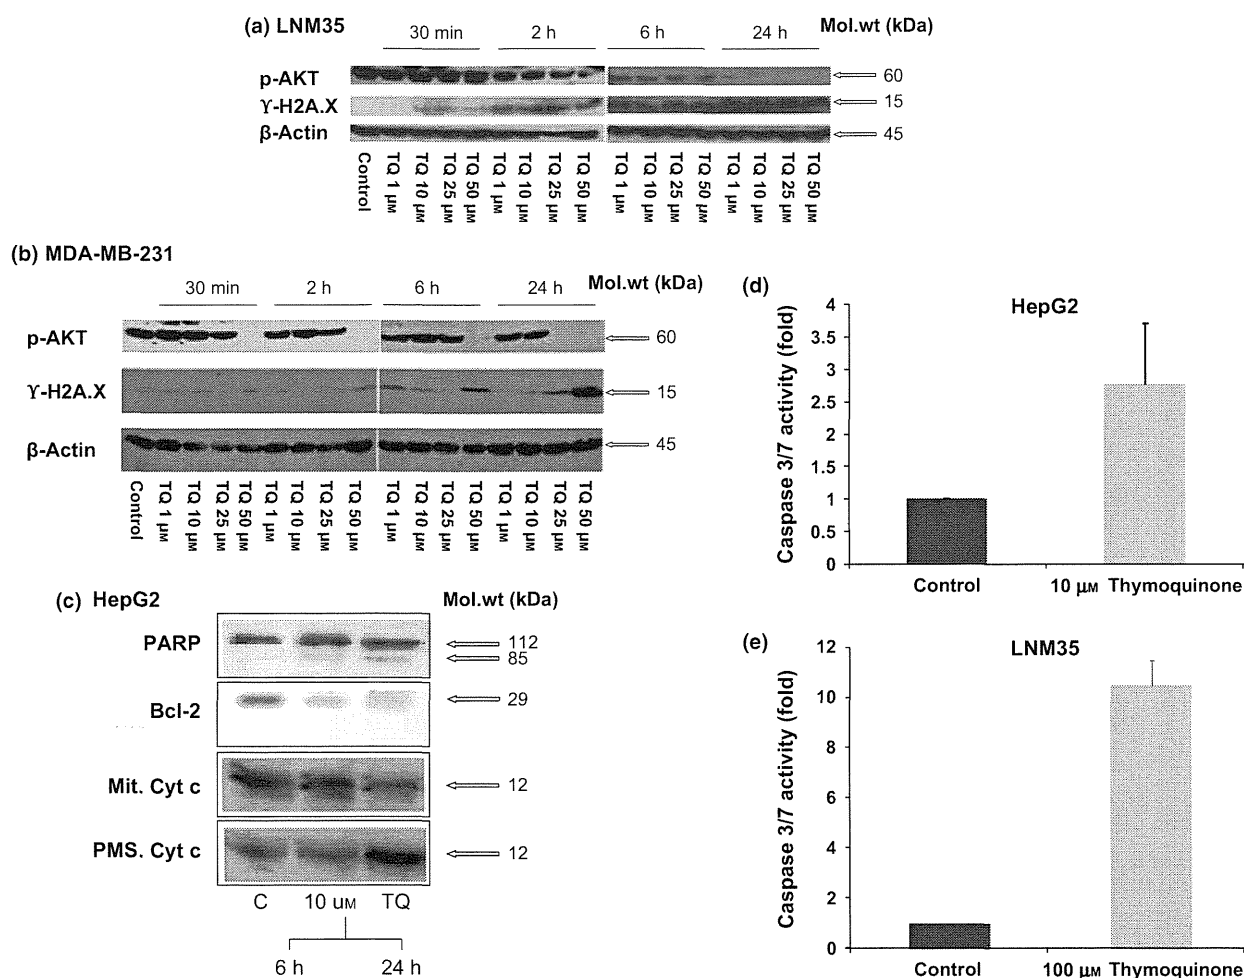 (a) LNM35
30 min 2 h 6 h 24 h Mol.wt (kDa)
p-AKT 60
ϒ-H2A.X 15
β-Actin 45
Control
TQ 1 μM
TQ 10 μM
TQ 25 μM
TQ 50 μM
TQ 1 μM
TQ 10 μM
TQ 25 μM
TQ 50 μM
TQ 1 μM
TQ 10 μM
TQ 25 μM
TQ 50 μM
TQ 1 μM
TQ 10 μM
TQ 25 μM
TQ 50 μM
(b) MDA-MB-231
30 min 2 h 6 h 24 h Mol.wt (kDa)
p-AKT 60
ϒ-H2A.X 15
β-Actin 45
Control
TQ 1 μM
TQ 10 μM
TQ 25 μM
TQ 50 μM
TQ 1 μM
TQ 10 μM
TQ 25 μM
TQ 50 μM
TQ 1 μM
TQ 10 μM
TQ 25 μM
TQ 50 μM
TQ 1 μM
TQ 10 μM
TQ 25 μM
TQ 50 μM
(c) HepG2 Mol.wt (kDa)
PARP 112
85
Bcl-2 29
Mit. Cyt c 12
PMS. Cyt c 12
C 10 uM TQ
6 h 24 h
(d)
HepG2
Caspase 3/7 activity (fold)
4
3.5
3
2.5
2
1.5
1
0.5
0
Control 10 μM Thymoquinone
(e)
LNM35
Caspase 3/7 activity (fold)
12
10
8
6
4
2
0
Control 100 μM Thymoquinone